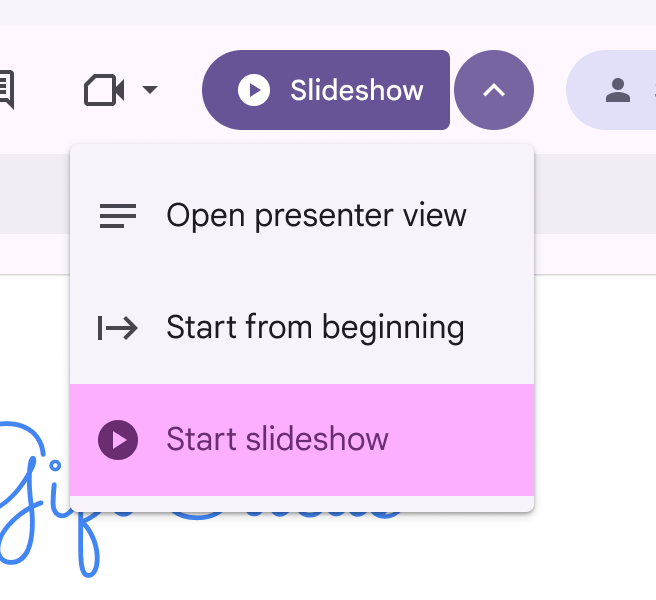 Slideshow
Open presenter view
Start from beginning
Start slideshow